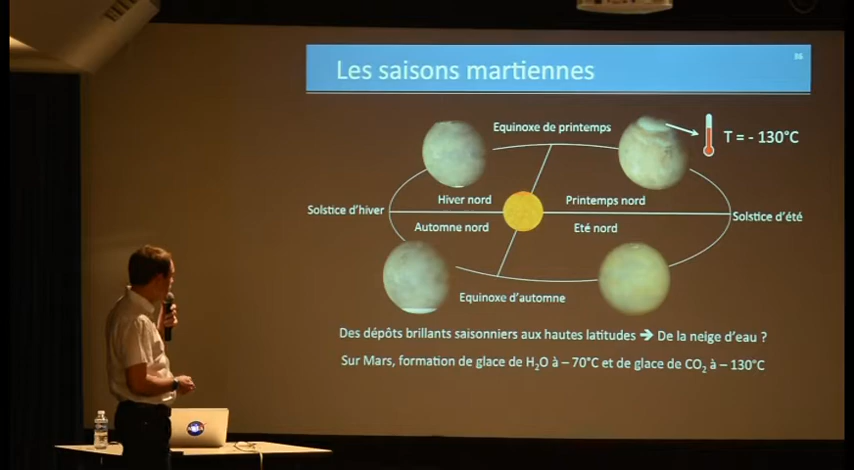 Les saisons martiennes
86
Equinoxe de printemps
T = - 130°C
Hiver nord
Printemps nord
Solstice d'hiver
Solstice d'été
Automne nord
Eté nord
Equinoxe d'automne
Des dépôts brillants saisonniers aux hautes latitudes ➔ De la neige d'eau ?
Sur Mars, formation de glace de H₂O à – 70°C et de glace de CO₂ à – 130°C